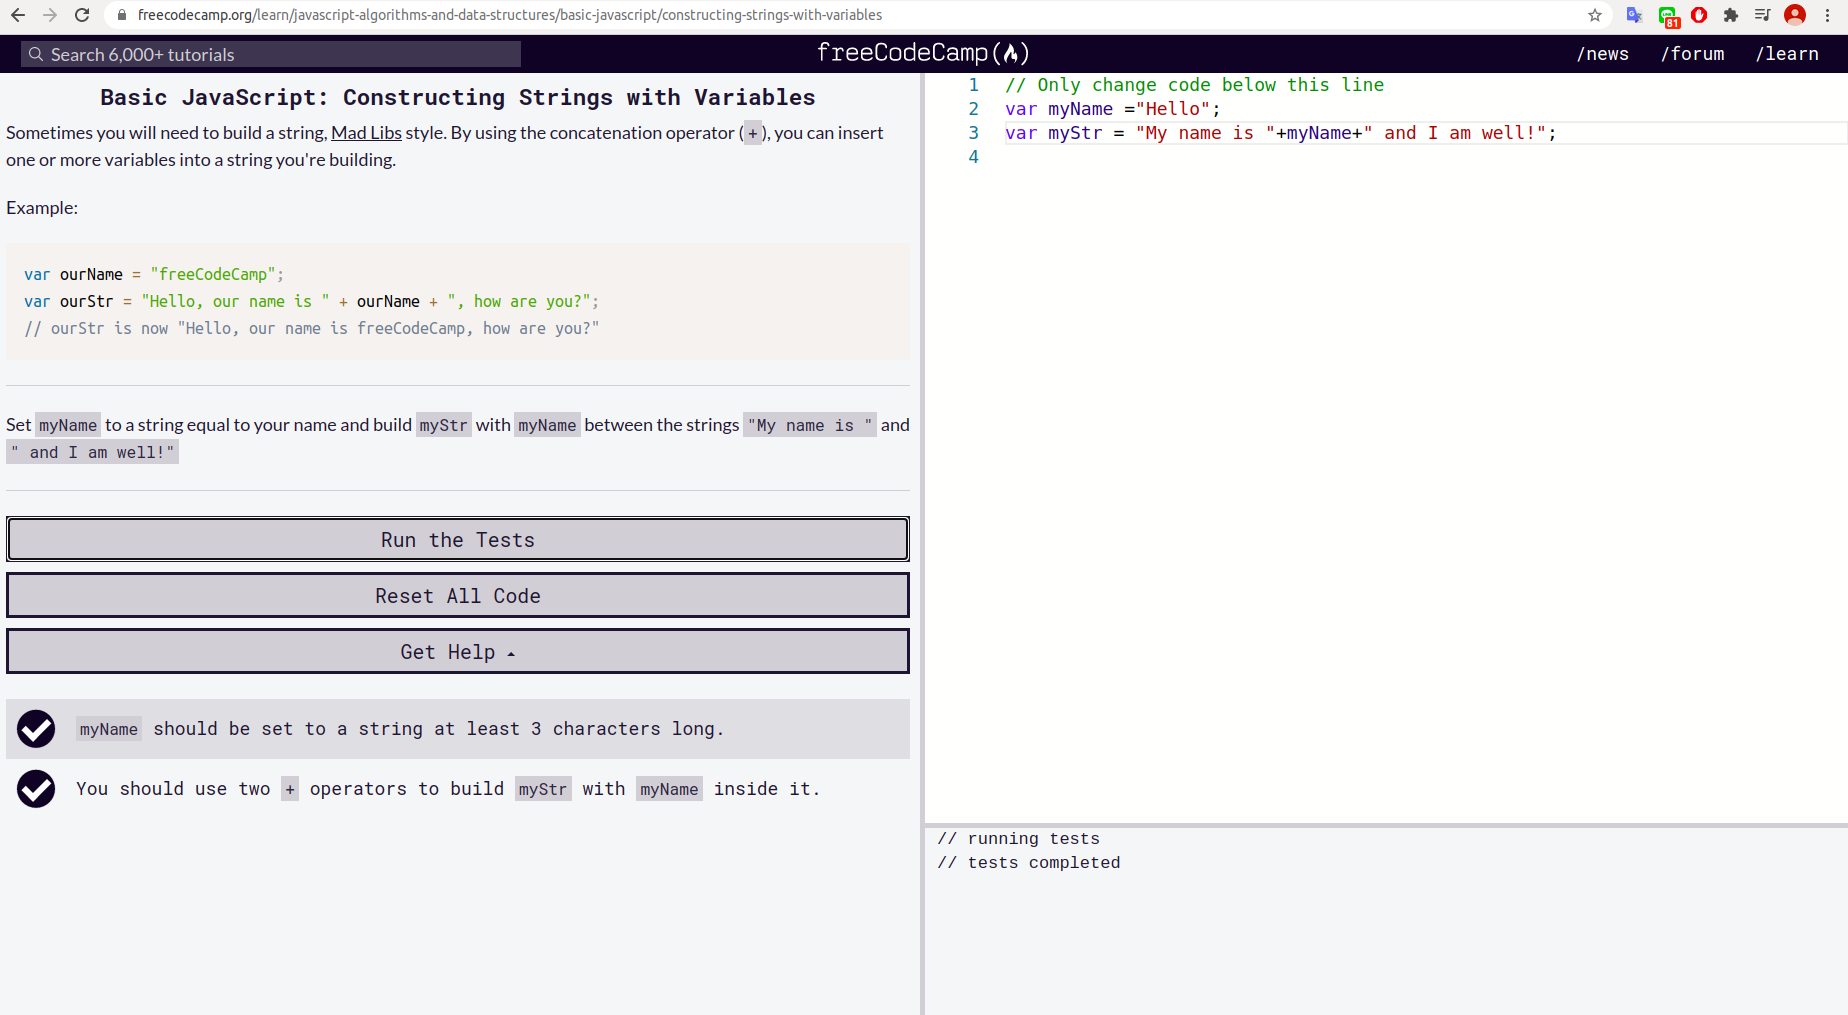 freecodecamp.org/learn/javascript-algorithms-and-data-structures/basic-javascript/constructing-strings-with-variables
81
Search 6,000+ tutorials
freeCodeCamp(🔥)
/news /forum /learn
Basic JavaScript: Constructing Strings with Variables
Sometimes you will need to build a string, Mad Libs style. By using the concatenation operator (+), you can insert
one or more variables into a string you're building.
Example:
var ourName = "freeCodeCamp";
var ourStr = "Hello, our name is " + ourName + ", how are you?";
// ourStr is now "Hello, our name is freeCodeCamp, how are you?"
Set myName to a string equal to your name and build myStr with myName between the strings "My name is " and
" and I am well!"
Run the Tests
Reset All Code
Get Help
myName should be set to a string at least 3 characters long.
You should use two + operators to build myStr with myName inside it.
1 // Only change code below this line
2 var myName ="Hello";
3 var myStr = "My name is "+myName+" and I am well!";
4
// running tests
// tests completed